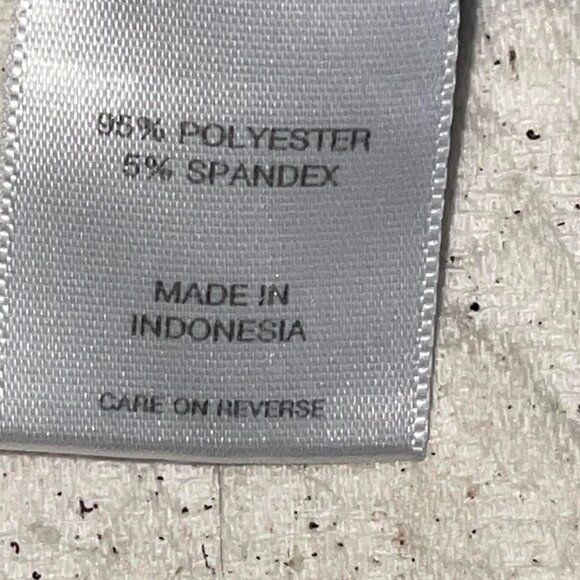 95% POLYESTER
5% SPANDEX
MADE IN
INDONESIA
CARE ON REVERSE